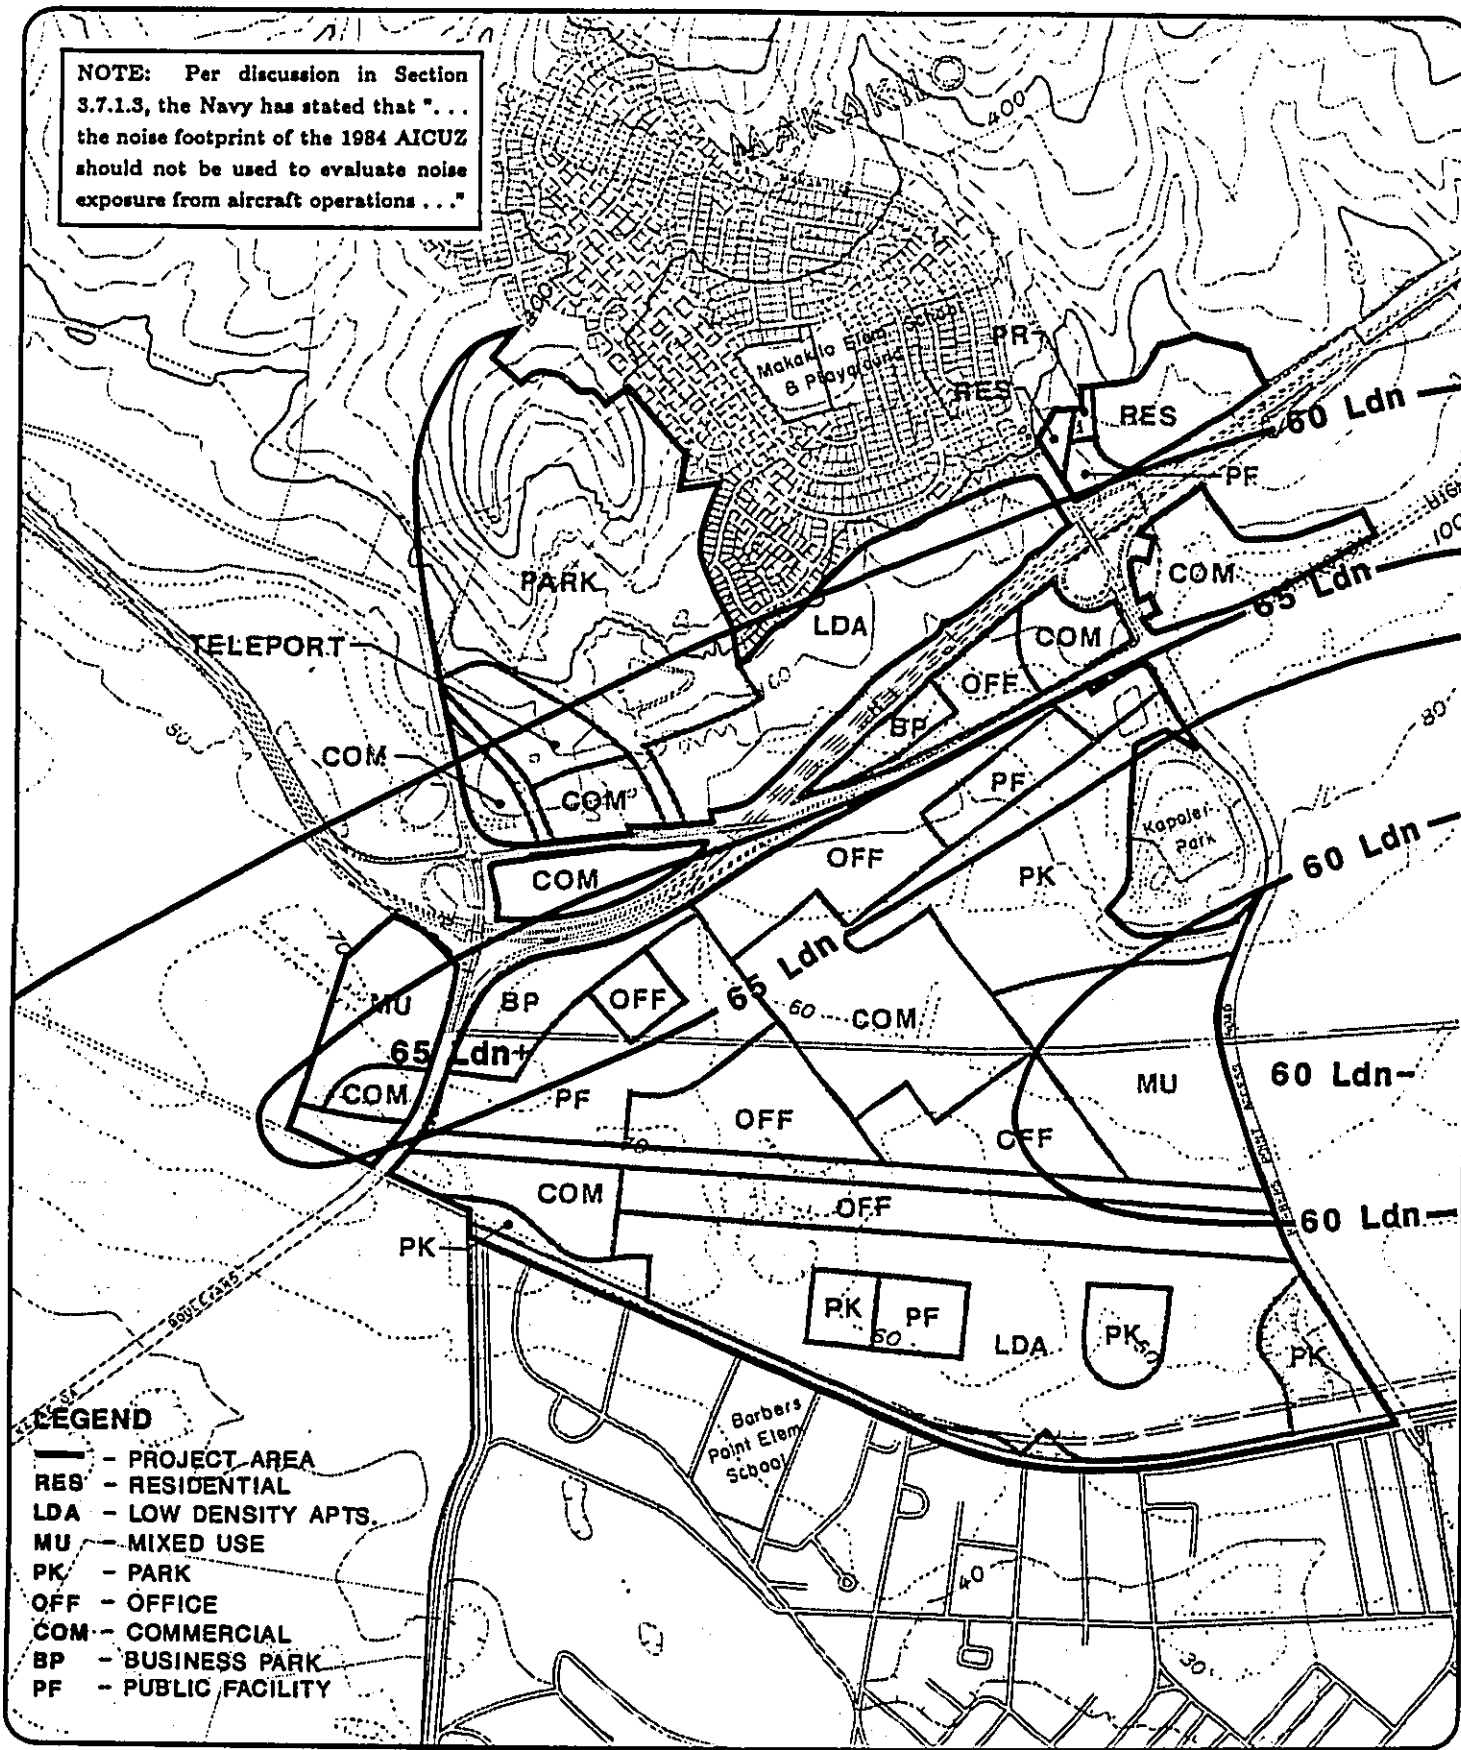 NOTE: Per discussion in Section
3.7.1.3, the Navy has stated that "...
the noise footprint of the 1984 AICUZ
should not be used to evaluate noise
exposure from aircraft operations ..."
400
300
Makakilo Elem School
& Playground
PR
RES
RES
60 Ldn
PF
100
COM
65 Ldn
PARK
LDA
COM
TELEPORT
60
OFF
80
80
BP
COM
PF
COM
Kapolei
Park
OFF
60 Ldn
COM
PK
70
65 Ldn
MU
BP
OFF
60
COM
65 Ldn+
MU
60 Ldn-
COM
PF
OFF
OFF
70
COM
OFF
60 Ldn
PK
PK
PF
60
LDA
PK
50
PK
Barbers
Point Elem
School
LEGEND
- PROJECT AREA
RES - RESIDENTIAL
LDA - LOW DENSITY APTS.
MU - MIXED USE
PK - PARK
OFF - OFFICE
COM - COMMERCIAL
BP - BUSINESS PARK
PF - PUBLIC FACILITY
40
30